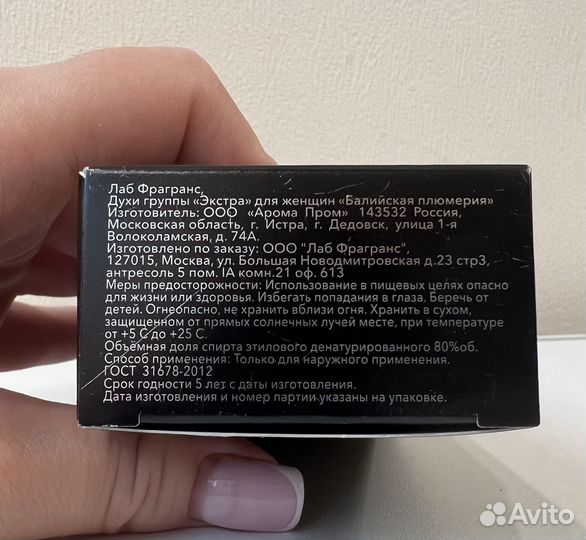 Лаб Фрагранс,
Духи группы «Экстра» для женщин «Балийская плюмерия»
Изготовитель: ООО «Арома Пром» 143532 Россия,
Московская область, г. Истра, г. Дедовск, улица 1-я
Волоколамская, д. 74А.
Изготовлено по заказу: ООО "Лаб Фрагранс",
127015, Москва, ул. Большая Новодмитровская д.23 стр3,
антресоль 5 пом. IA комн.21 оф. 613
Меры предосторожности: Использование в пищевых целях опасно
для жизни или здоровья. Избегать попадания в глаза. Беречь от
детей. Огнеопасно, не хранить вблизи огня. Хранить в сухом,
защищенном от прямых солнечных лучей месте, при температуре
от +5 С до +25 С.
Объёмная доля спирта этилового денатурированного 80%об.
Способ применения: Только для наружного применения.
ГОСТ 31678-2012
Срок годности 5 лет с даты изготовления.
Дата изготовления и номер партии указаны на упаковке.
Avito